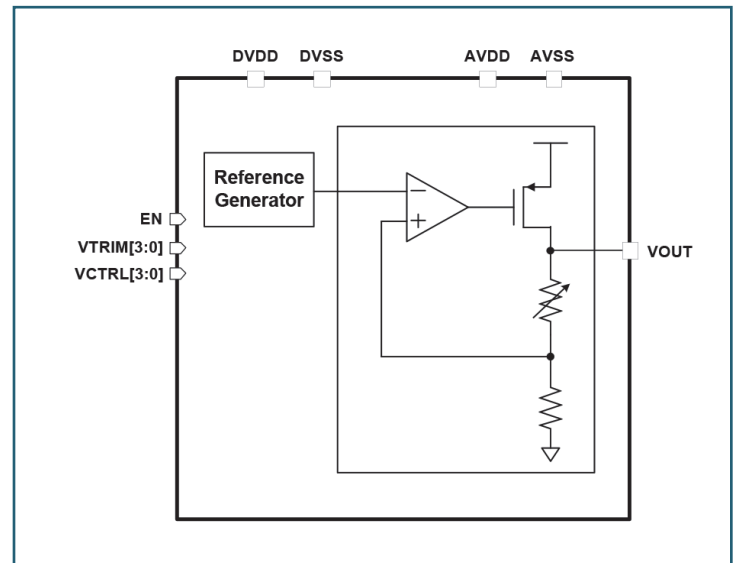 DVDD DVSS AVDD AVSS
Reference
Generator
EN
VTRIM[3:0]
VCTRL[3:0]
VOUT